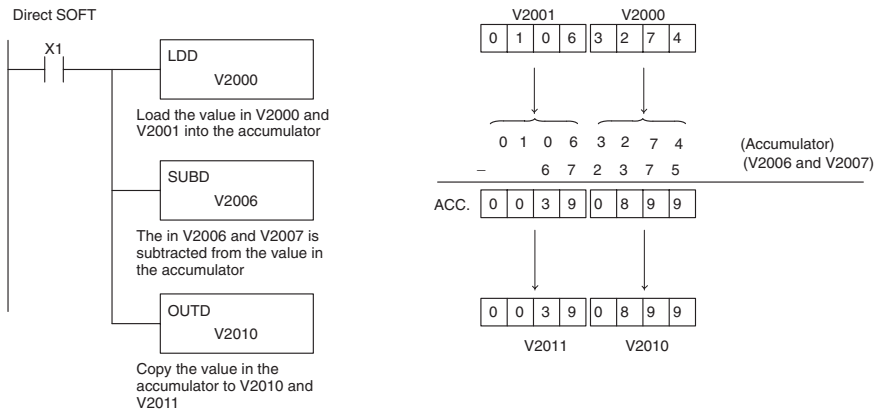 Direct SOFT
X1
LDD
V2000
Load the value in V2000 and
V2001 into the accumulator
SUBD
V2006
The in V2006 and V2007 is
subtracted from the value in
the accumulator
OUTD
V2010
Copy the value in the
accumulator to V2010 and
V2011
V2001 V2000
0 1 0 6 3 2 7 4
0 1 0 6 3 2 7 4 (Accumulator)
– 6 7 2 3 7 5 (V2006 and V2007)
ACC. 0 0 3 9 0 8 9 9
0 0 3 9 0 8 9 9
V2011 V2010